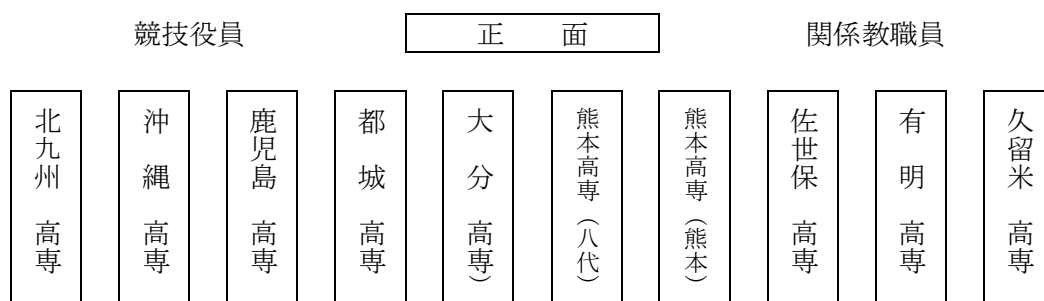 競技役員
正 面
関係教職員
北九州 高専
沖 縄 高専
鹿児島 高専
都 城 高専
大 分 高専）
熊本高専（八代）
熊本高専（熊本）
佐世保 高専
有 明 高専
久留米 高専